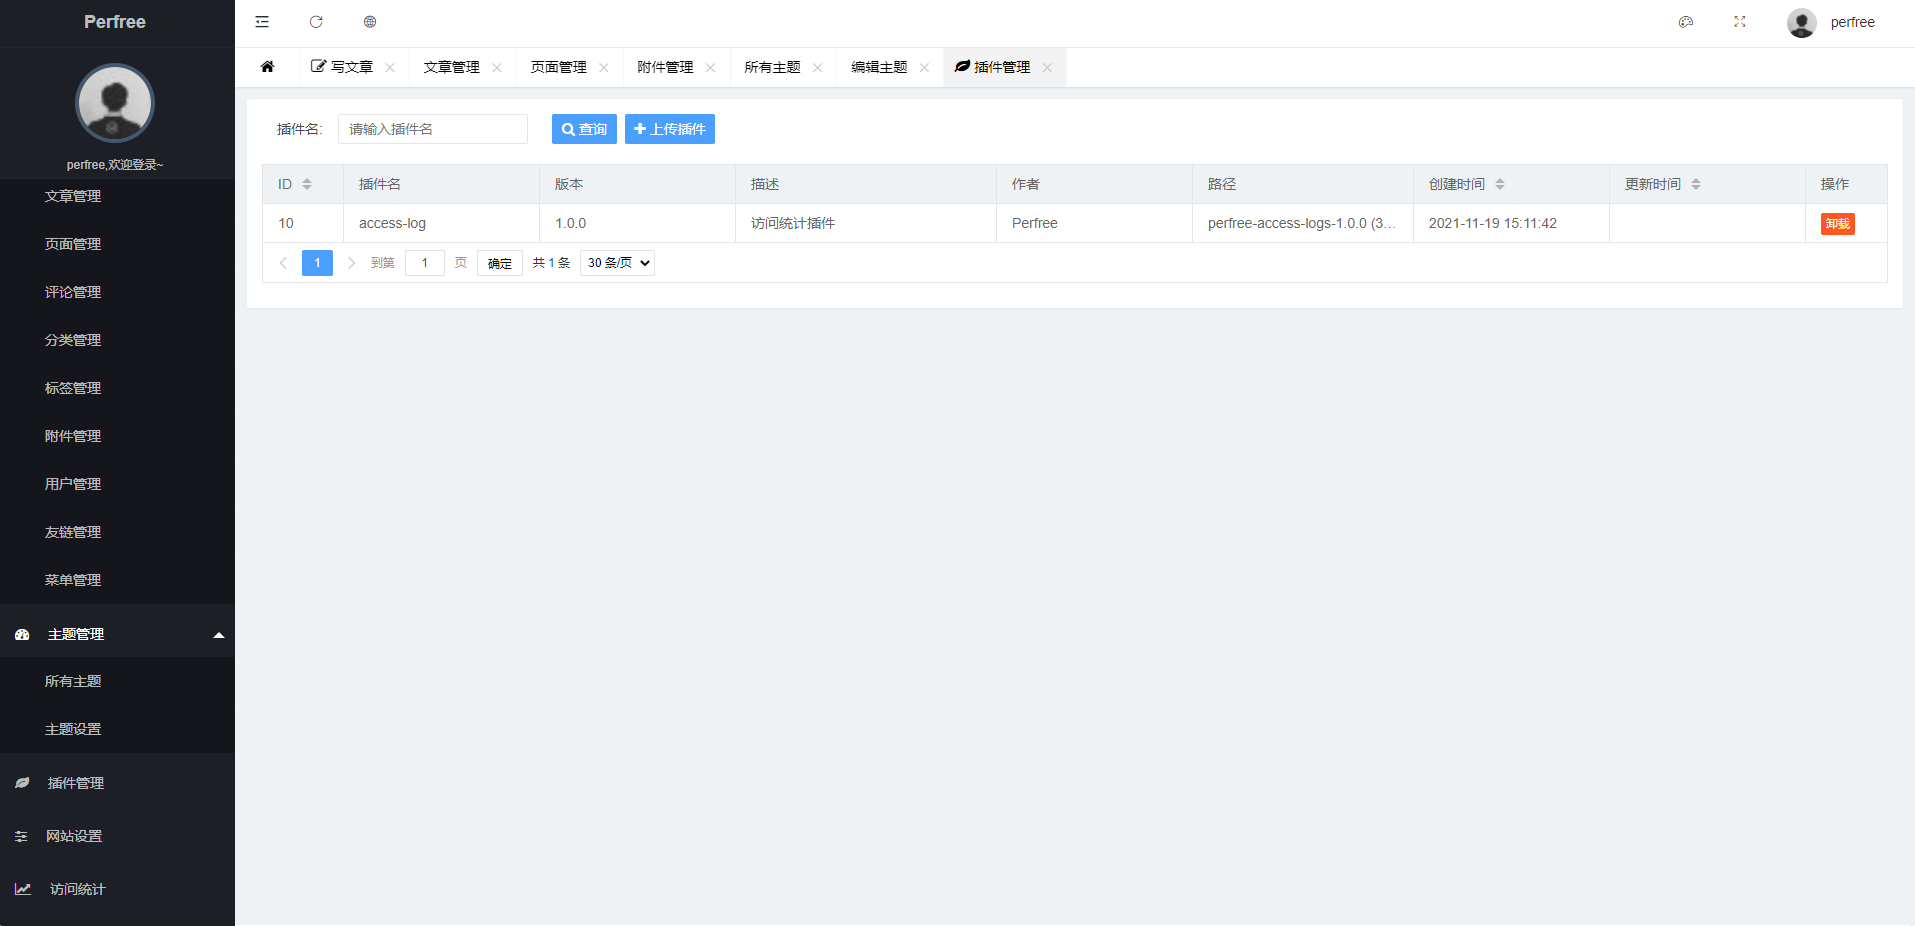 Perfree
perfree
perfree,欢迎登录~
文章管理
页面管理
评论管理
分类管理
标签管理
附件管理
用户管理
友链管理
菜单管理
主题管理
所有主题
主题设置
插件管理
网站设置
访问统计
写文章 文章管理 页面管理 附件管理 所有主题 编辑主题 插件管理
插件名: 请输入插件名 查询 上传插件
ID 插件名 版本 描述 作者 路径 创建时间 更新时间 操作
10 access-log 1.0.0 访问统计插件 Perfree perfree-access-logs-1.0.0 (3... 2021-11-19 15:11:42 卸载
1 到第 1 页 确定 共 1 条 30 条/页